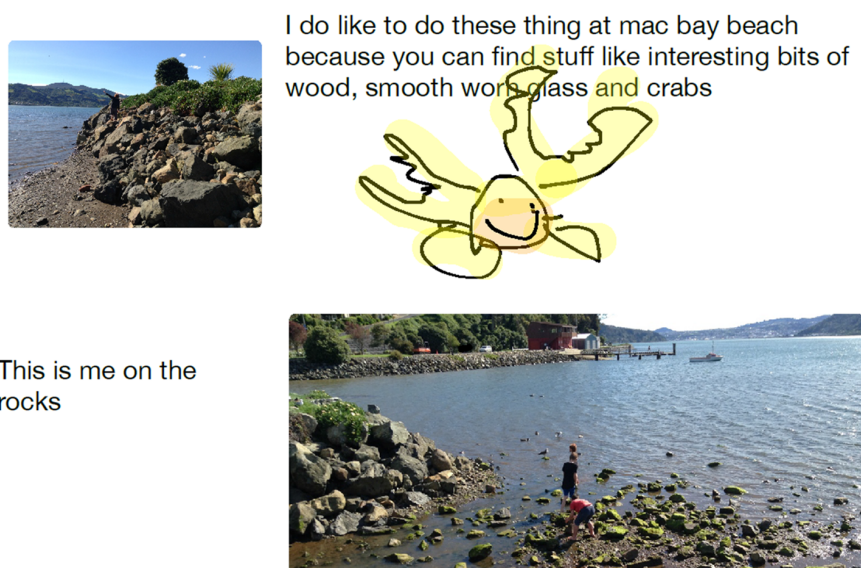 I do like to do these thing at mac bay beach
because you can find stuff like interesting bits of
wood, smooth worn glass and crabs
This is me on the
rocks